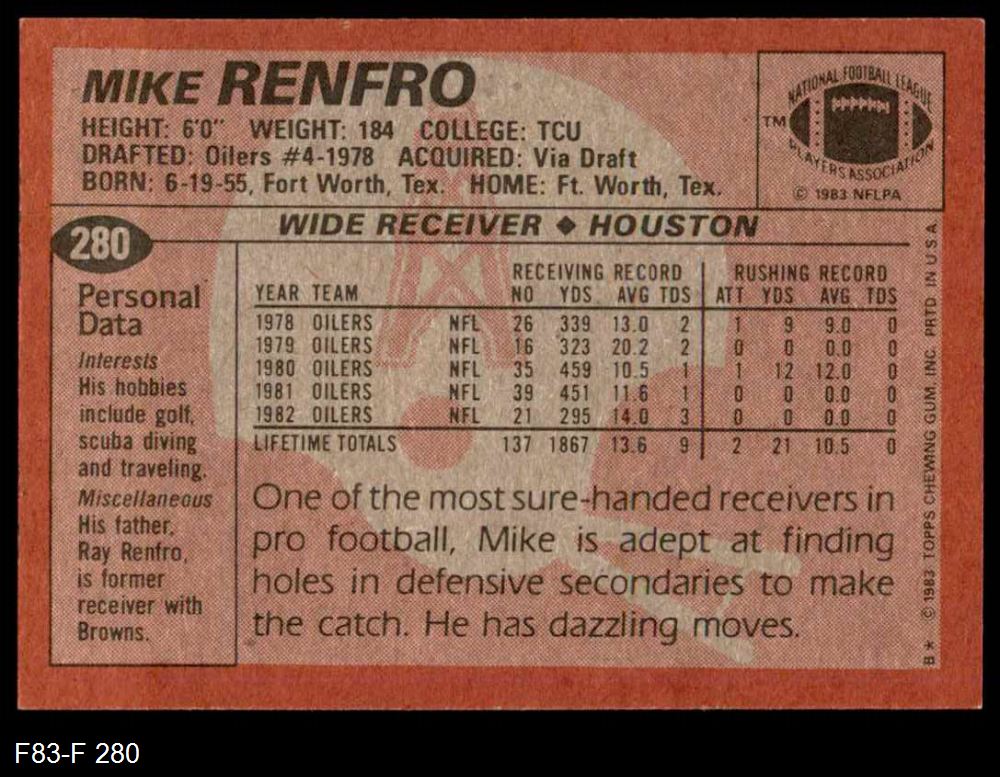 MIKE RENFRO
HEIGHT: 6'0" WEIGHT: 184 COLLEGE: TCU
DRAFTED: Oilers #4-1978 ACQUIRED: Via Draft
BORN: 6-19-55, Fort Worth, Tex. HOME: Ft. Worth, Tex.
NATIONAL FOOTBALL LEAGUE
TM
PLAYERS ASSOCIATION
© 1983 NFLPA
WIDE RECEIVER ◆ HOUSTON
280
Personal
Data
Interests
His hobbies
include golf,
scuba diving
and traveling.
Miscellaneous
His father,
Ray Renfro,
is former
receiver with
Browns.
RECEIVING RECORD RUSHING RECORD
YEAR TEAM NO YDS. AVG TDS ATT YDS AVG TDS
1978 OILERS NFL 26 339 13.0 2 1 9 9.0 0
1979 OILERS NFL 16 323 20.2 2 0 0 0.0 0
1980 OILERS NFL 35 459 10.5 1 1 12 12.0 0
1981 OILERS NFL 39 451 11.6 1 0 0 0.0 0
1982 OILERS NFL 21 295 14.0 3 0 0 0.0 0
LIFETIME TOTALS 137 1867 13.6 9 2 21 10.5 0
One of the most sure-handed receivers in
pro football, Mike is adept at finding
holes in defensive secondaries to make
the catch. He has dazzling moves.
B* © 1983 TOPPS CHEWING GUM, INC. PRTD. IN U.S.A.
F83-F 280